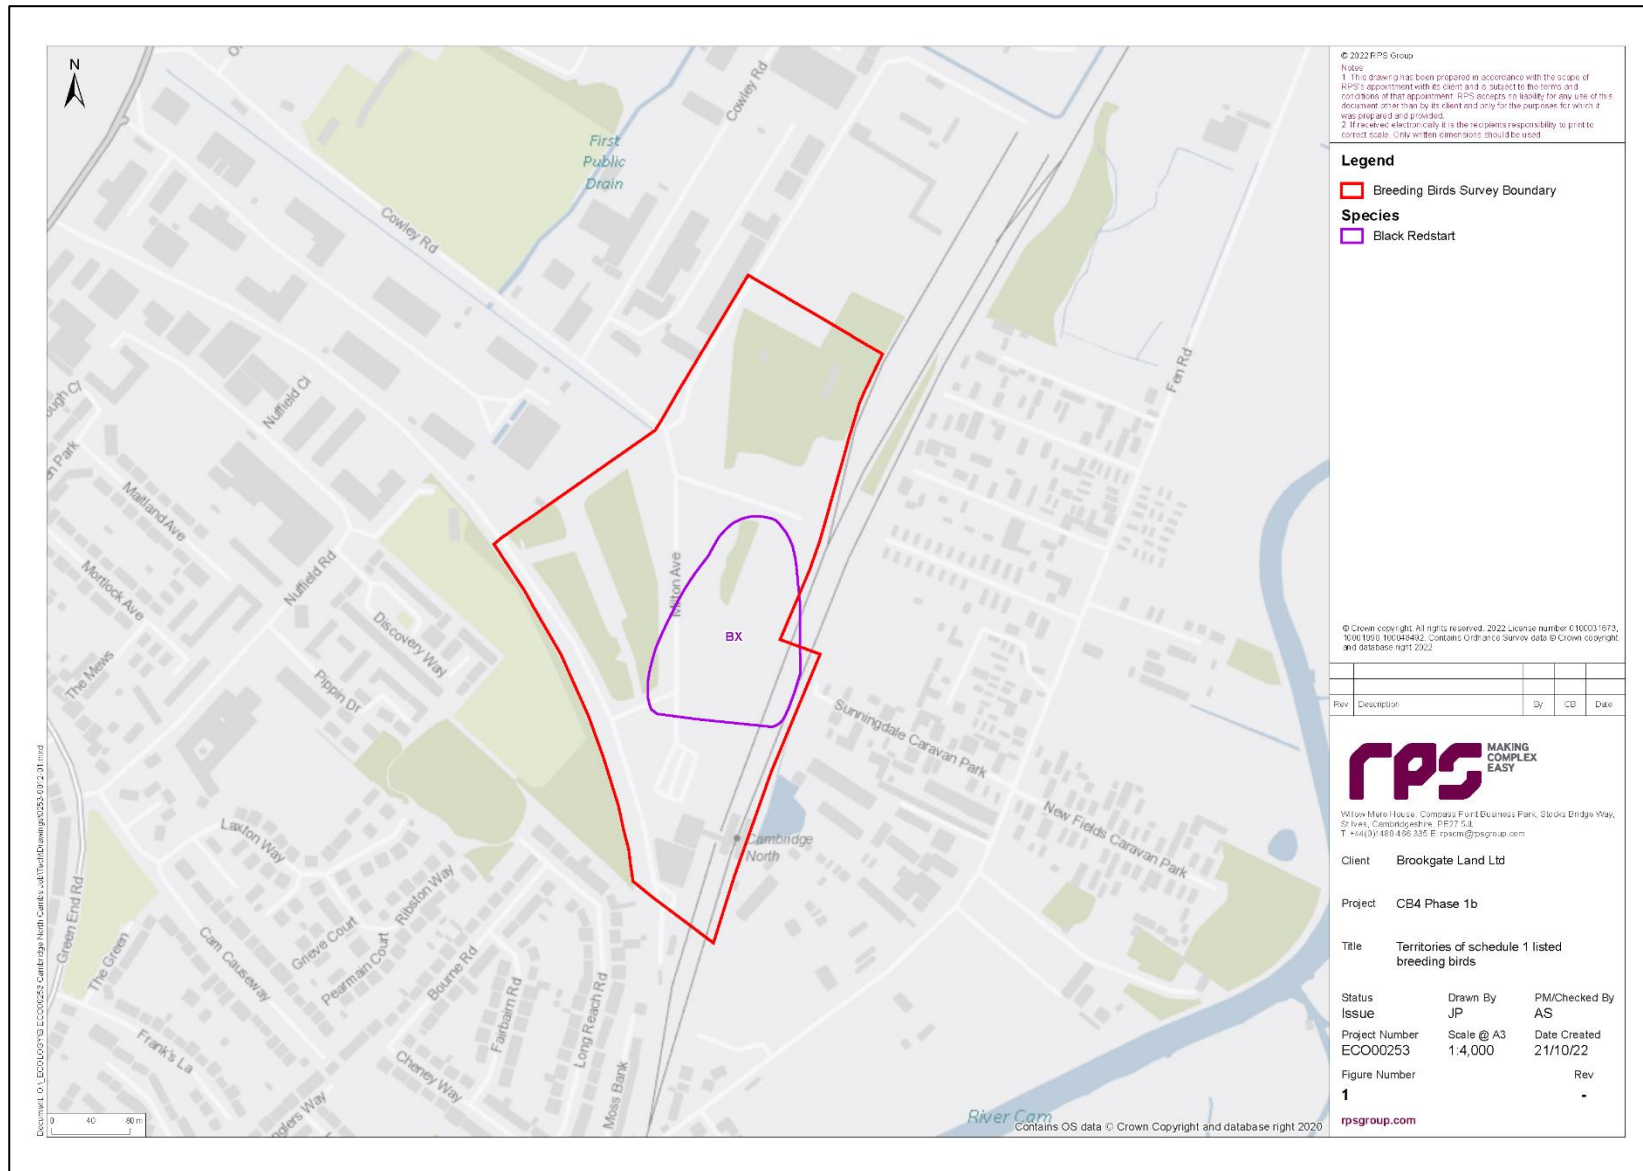 N
First
Public
Drain
Cowley Rd
Cowley Rd
Nuffield Cl
Maitland Ave
Mortlock Ave
Nuffield Rd
The Mews
Discovery Way
Pippin Dr
Milton Ave
BX
Fen Rd
Sunningdale Caravan Park
New Fields Caravan Park
Cambridge
North
Laxton Way
Ribston Way
Grieve Court
Pearmain Court
Bourne Rd
Cam Causeway
Green End Rd
The Green
Frank's La
Fairbairn Rd
Cheney Way
Long Reach Rd
Moss Bank
River Cam
Contains OS data © Crown Copyright and database right 2020
0 40 80 m
© 2022 RPS Group
Notes
1. This drawing has been prepared in accordance with the scope of
RPS's appointment with its client and is subject to the terms and
conditions of that appointment. RPS accepts no liability for any use of this
document other than by its client and only for the purposes for which it
was prepared and provided.
2. If received electronically it is the recipients responsibility to print to
correct scale. Only written dimensions should be used.
Legend
Breeding Birds Survey Boundary
Species
Black Redstart
© Crown copyright, All rights reserved. 2022 License number
Contains Ordnance Survey data © Crown copyright
and database right 2022.
Rev Description By CB Date
rps MAKING
COMPLEX
EASY
Willow Mere House, Compass Point Business Park, Stocks Bridge Way,
St Ives, Cambridgeshire, PE27 5JL
T: +44(0)1480 466 335 E: rpscm@rpsgroup.com
Client Brookgate Land Ltd
Project CB4 Phase 1b
Title Territories of schedule 1 listed
breeding birds
Status Drawn By PM/Checked By
Issue JP AS
Project Number Scale @ A3 Date Created
ECO00253 1:4,000 21/10/22
Figure Number Rev
1 -
rpsgroup.com